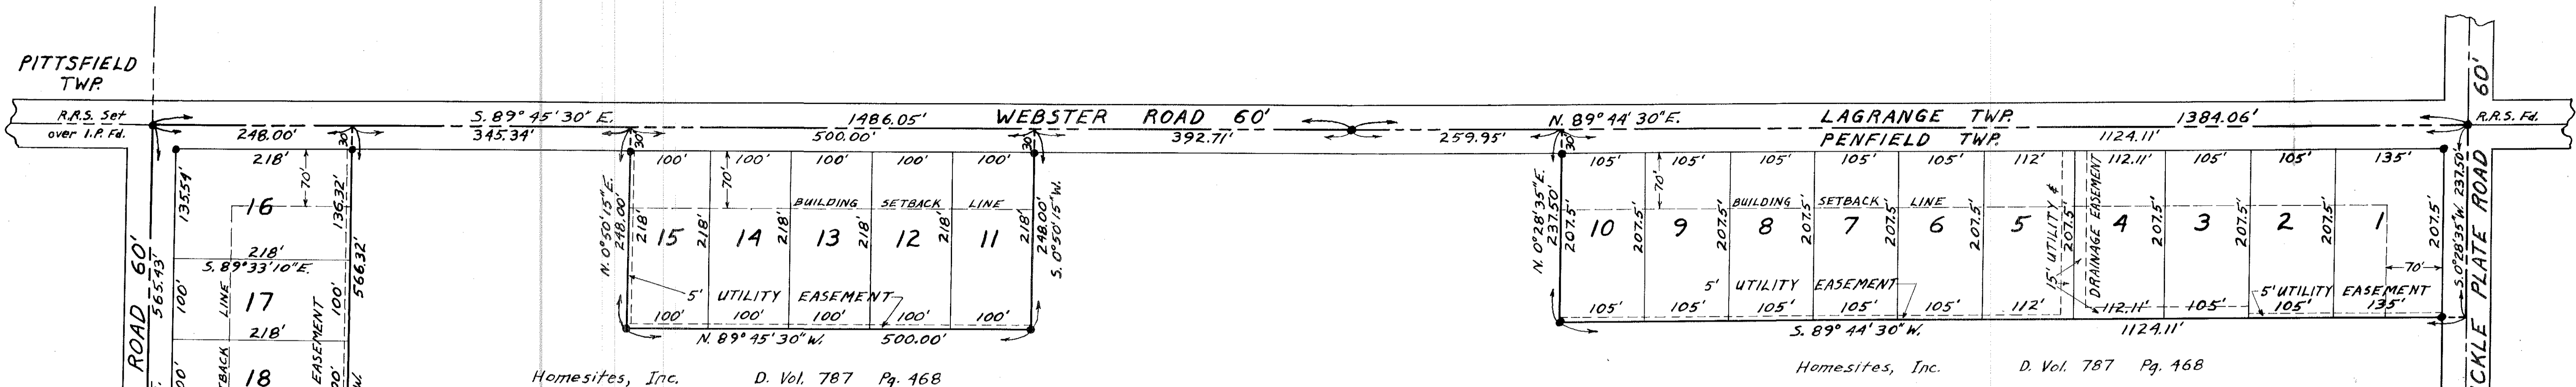 PITTSFIELD
TWP.
R.R.S. Set
over I.P. Fd.
S. 89° 45' 30" E.
1486.05'
WEBSTER ROAD 60'
N. 89° 44' 30" E.
LAGRANGE TWP.
1384.06'
R.R.S. Fd.
248.00'
345.34'
500.00'
392.71'
259.95'
PENFIELD TWP.
1124.11'
60'
30'
30'
30'
30'
218'
135.54'
70'
136.32'
16
218'
S. 89° 33' 10" E.
ROAD 60'
565.43'
100'
LINE
17
EASEMENT
100'
566.32'
218'
18
N. 0° 50' 15" E.
248.00'
218'
100' 100' 100' 100' 100'
70'
BUILDING SETBACK LINE
15 218' 14 218' 13 218' 12 218' 11 218'
248.00'
S. 0° 50' 15" W.
5' UTILITY EASEMENT
100' 100' 100' 100' 100'
N. 89° 45' 30" W. 500.00'
Homesites, Inc. D. Vol. 787 Pg. 468
N. 0° 28' 35" E.
237.50'
207.5'
105' 105' 105' 105' 105' 112' 112.11' 105' 105' 135'
70'
BUILDING SETBACK LINE
10 207.5' 9 207.5' 8 207.5' 7 207.5' 6 207.5' 5 207.5' 4 207.5' 3 207.5' 2 207.5' 1 207.5'
15' UTILITY &
DRAINAGE EASEMENT
70'
S. 0° 28' 35" W. 237.50'
CKLE PLATE ROAD
5' UTILITY EASEMENT
5' UTILITY EASEMENT
105' 105' 105' 105' 105' 112' 112.11' 105' 105' 135'
S. 89° 44' 30" W. 1124.11'
Homesites, Inc. D. Vol. 787 Pg. 468